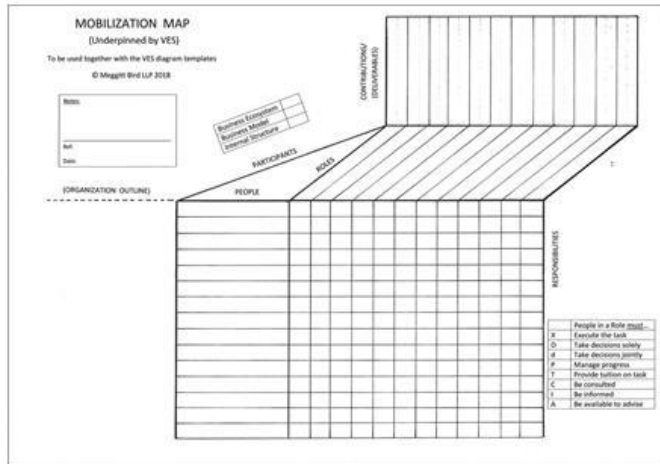 MOBILIZATION MAP
(Underpinned by VES)
To be used together with the VES diagram templates
© Meggitt Bird LLP 2018
Notes:
Ref:
Date:
Business Ecosystem
Business Model
Internal Structure
CONTRIBUTIONS/
(DELIVERABLES)
PARTICIPANTS
ROLES
(ORGANIZATION OUTLINE)
PEOPLE
RESPONSIBILITIES
People in a Role must...
X Execute the task
D Take decisions solely
d Take decisions jointly
P Manage progress
T Provide tuition on task
C Be consulted
I Be informed
A Be available to advise